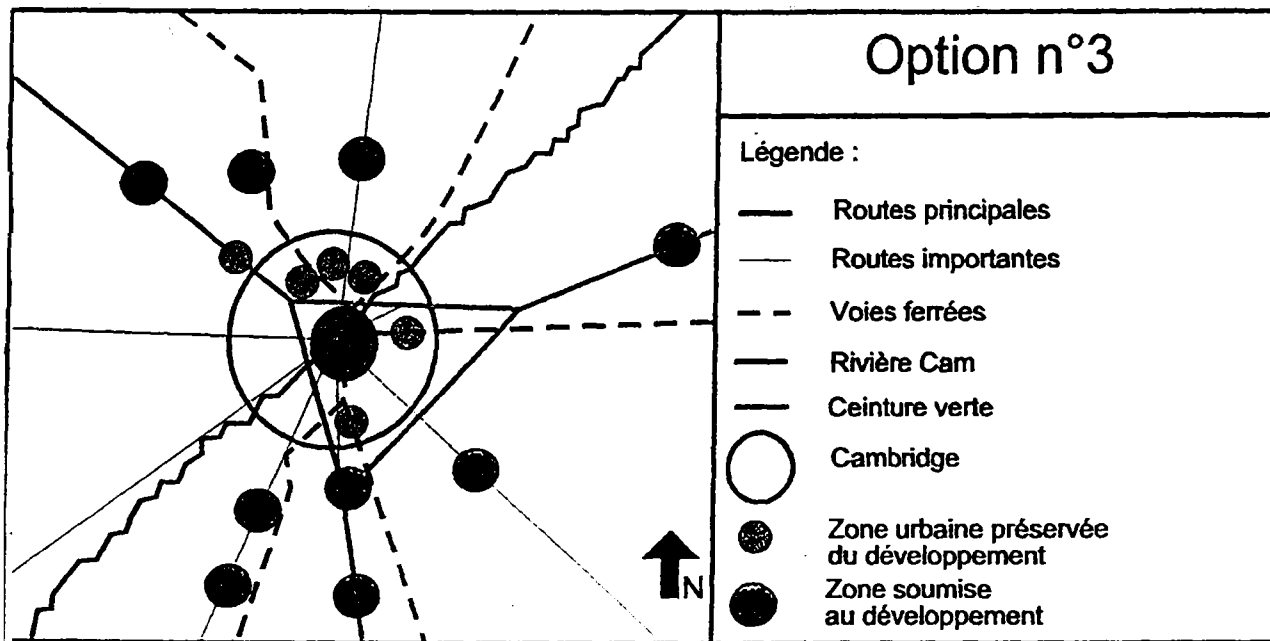 Option n°3
Légende :
Routes principales
Routes importantes
Voies ferrées
Rivière Cam
Ceinture verte
Cambridge
Zone urbaine préservée
du développement
Zone soumise
au développement
N